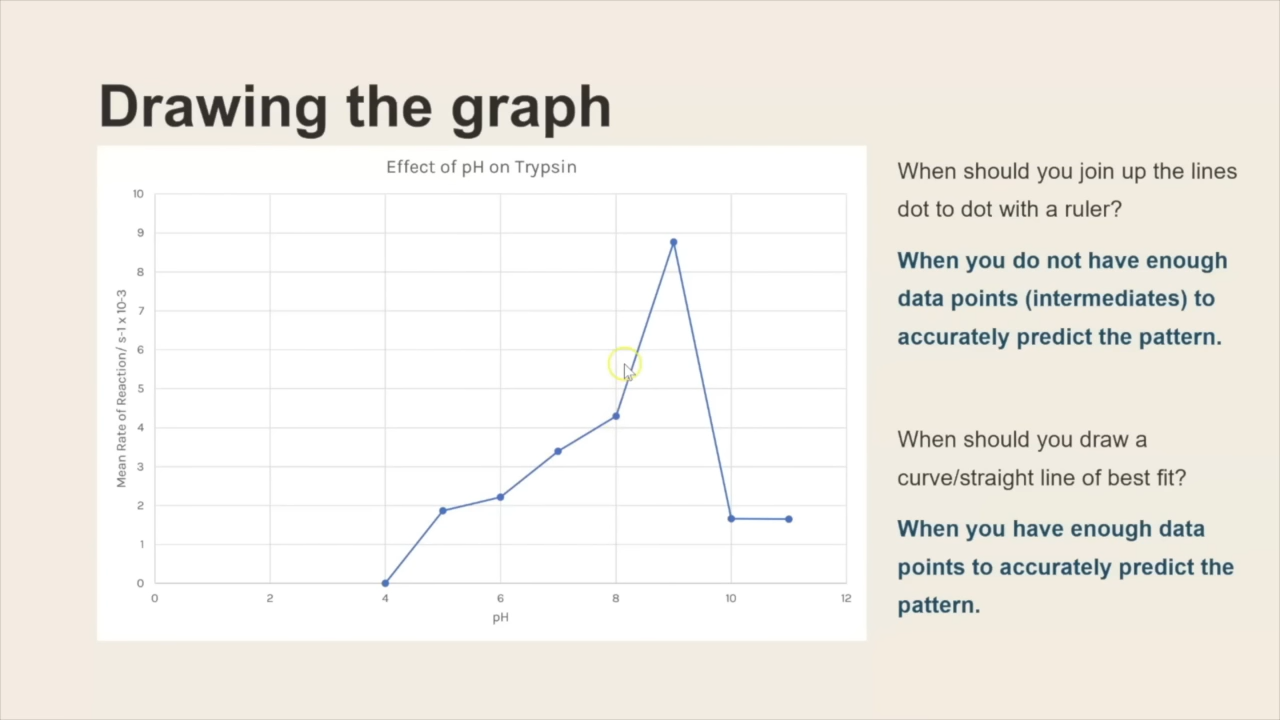 Drawing the graph
Effect of pH on Trypsin
Mean Rate of Reaction/ s-1 x 10-3
10
9
8
7
6
5
4
3
2
1
0
0 2 4 6 8 10 12
pH
When should you join up the lines
dot to dot with a ruler?
When you do not have enough
data points (intermediates) to
accurately predict the pattern.
When should you draw a
curve/straight line of best fit?
When you have enough data
points to accurately predict the
pattern.